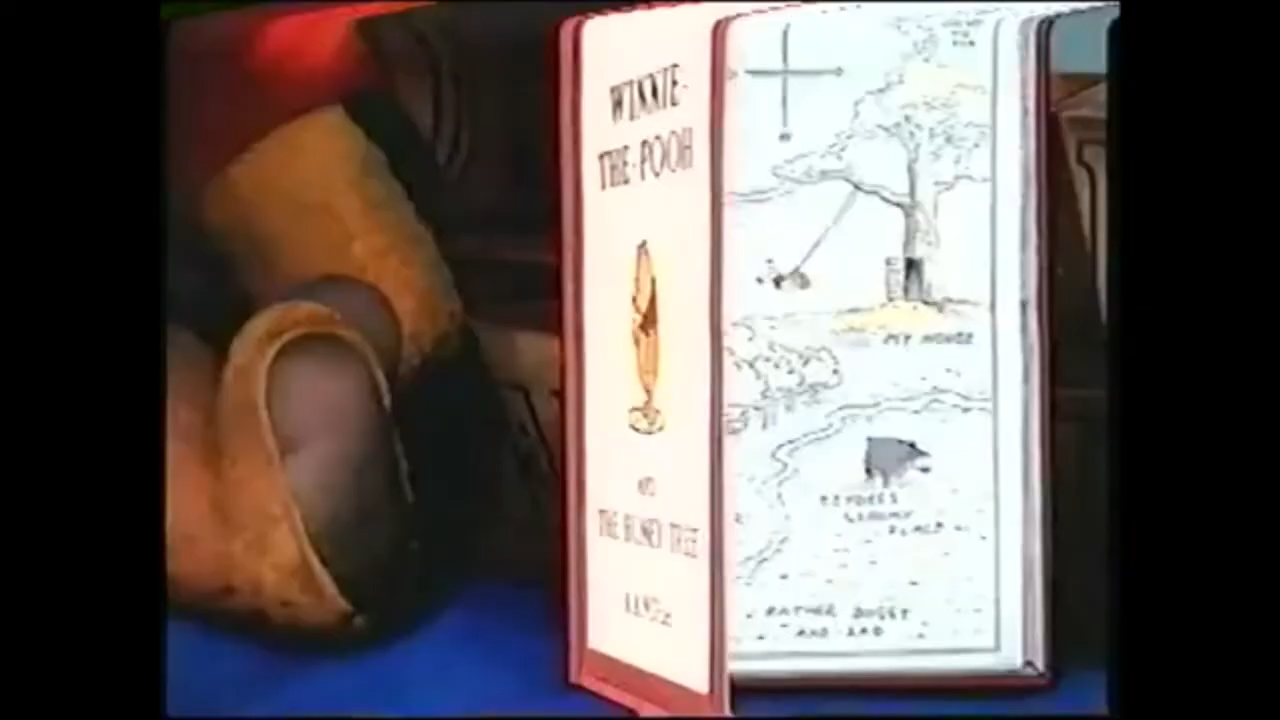 WINNIE-
THE·POOH
AND
THE HONEY TREE
MY HOUSE
EEYORES
GLOOMY
PLACE
RATHER BOGGY
AND SAD